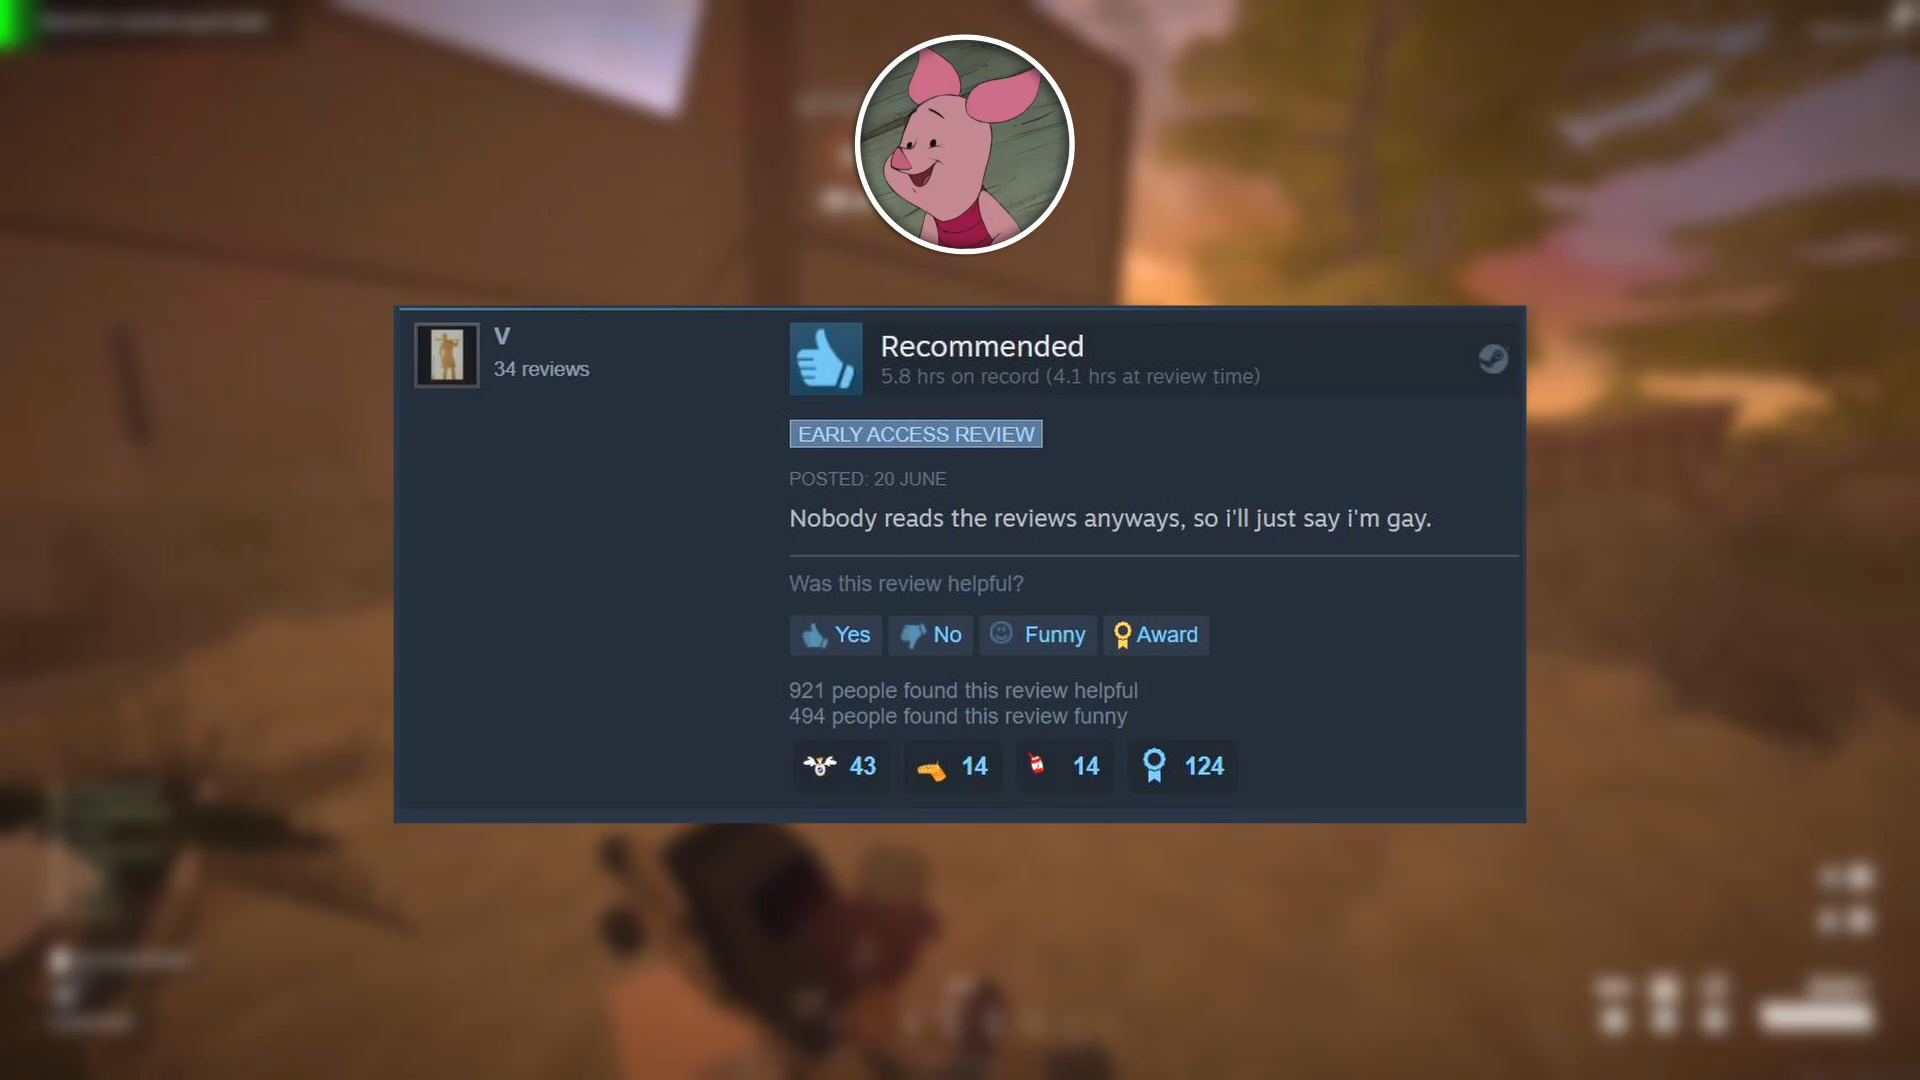 V
34 reviews
Recommended
5.8 hrs on record (4.1 hrs at review time)
EARLY ACCESS REVIEW
POSTED: 20 JUNE
Nobody reads the reviews anyways, so i'll just say i'm gay.
Was this review helpful?
Yes No Funny Award
921 people found this review helpful
494 people found this review funny
43 14 14 124